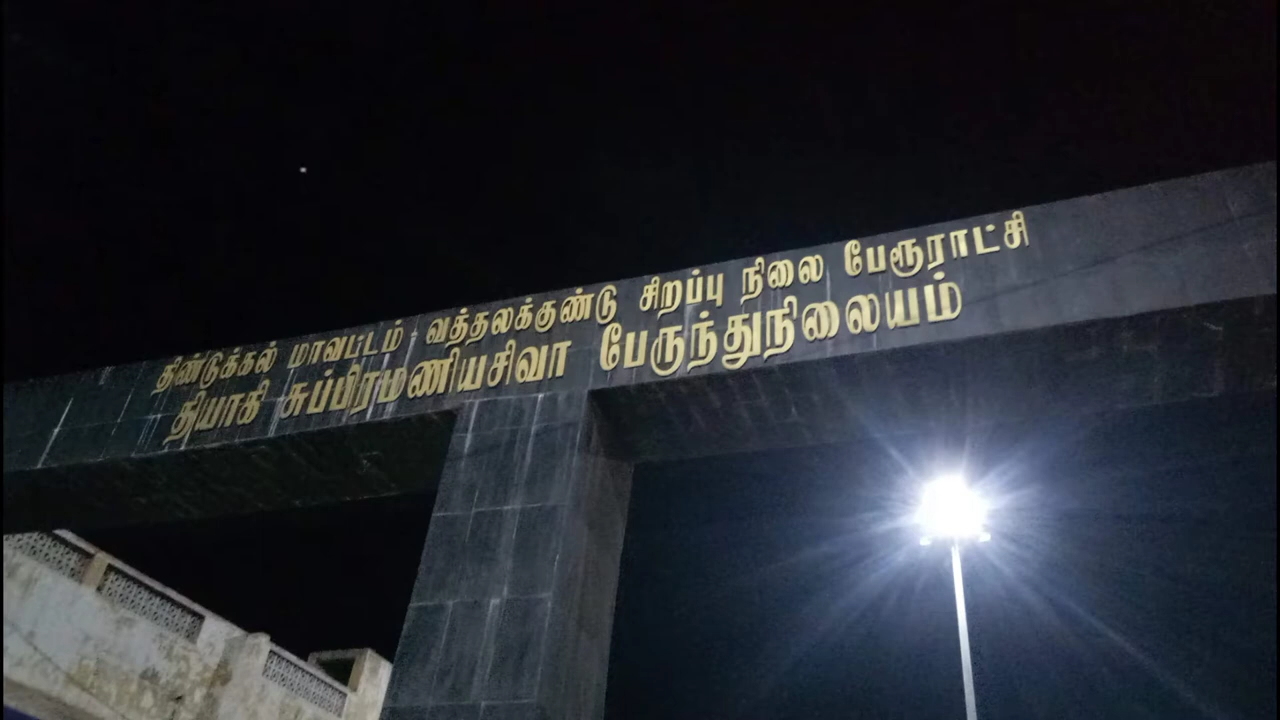 திண்டுக்கல் மாவட்டம் வத்தலக்குண்டு சிறப்பு நிலை பேரூராட்சி
தியாகி சுப்பிரமணியசிவா பேருந்துநிலையம்